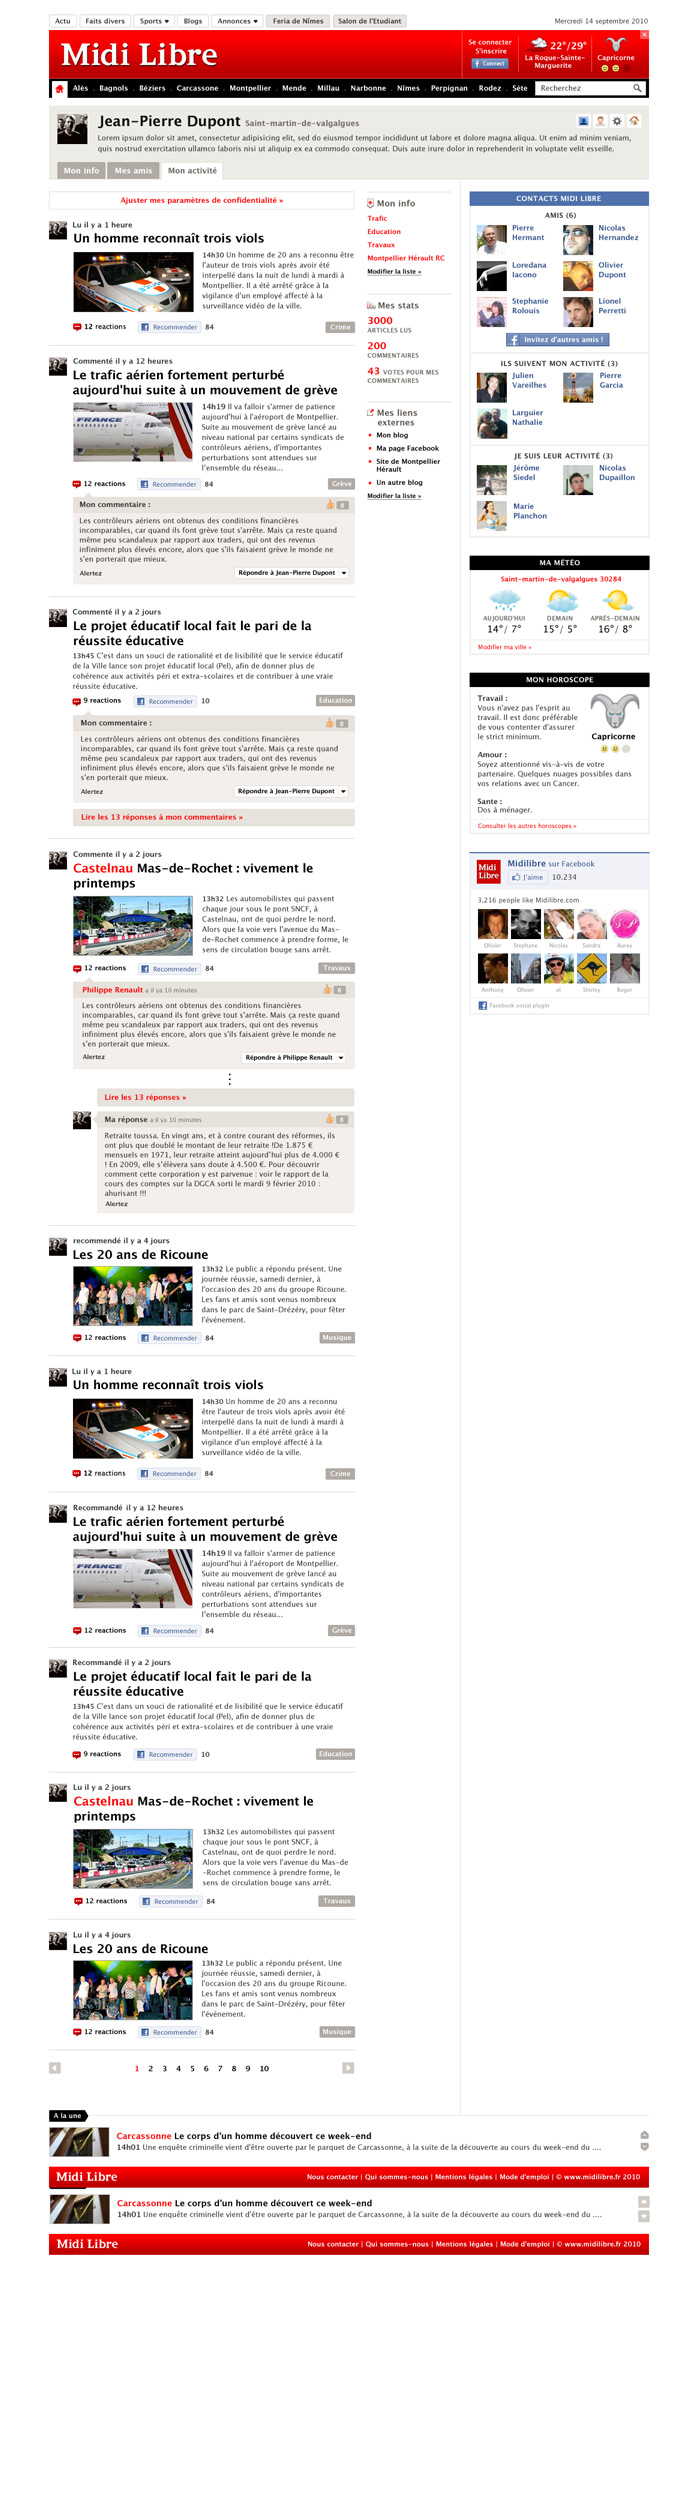 Actu
Faits divers
Sports
Blogs
Annonces
Feria de Nîmes
Salon de l'Etudiant
Mercredi 14 septembre 2010
Midi Libre
Se connecter
S'inscrire
Connect
22°/29°
La Roque-Sainte-
Marguerite
Capricorne
Alès . Bagnols . Béziers . Carcassone . Montpellier . Mende . Millau . Narbonne . Nîmes . Perpignan . Rodez . Sète
Recherchez
Jean-Pierre Dupont Saint-martin-de-valgalgues
Lorem ipsum dolor sit amet, consectetur adipisicing elit, sed do eiusmod tempor incididunt ut labore et dolore magna aliqua. Ut enim ad minim veniam,
quis nostrud exercitation ullamco laboris nisi ut aliquip ex ea commodo consequat. Duis aute irure dolor in reprehenderit in voluptate velit esseille.
Mon info
Mes amis
Mon activité
Ajuster mes paramètres de confidentialité »
Lu il y a 1 heure
Un homme reconnaît trois viols
14h30 Un homme de 20 ans a reconnu être
l'auteur de trois viols après avoir été
interpellé dans la nuit de lundi à mardi à
Montpellier. Il a été arrêté grâce à la
vigilance d'un employé affecté à la
surveillance vidéo de la ville.
12 reactions
Recommender
84
Crime
Commenté il y a 12 heures
Le trafic aérien fortement perturbé
aujourd'hui suite à un mouvement de grève
FRANCE
14h19 Il va falloir s'armer de patience
aujourd'hui à l'aéroport de Montpellier.
Suite au mouvement de grève lancé au
niveau national par certains syndicats de
contrôleurs aériens, d'importantes
perturbations sont attendues sur
l'ensemble du réseau...
12 reactions
Recommender
84
Grève
Mon commentaire :
8
Les contrôleurs aériens ont obtenus des conditions financières
incomparables, car quand ils font grève tout s'arrête. Mais ça reste quand
même peu scandaleux par rapport aux traders, qui ont des revenus
infiniment plus élevés encore, alors que s'ils faisaient grève le monde ne
s'en porterait que mieux.
Alertez
Répondre à Jean-Pierre Dupont
Commenté il y a 2 jours
Le projet éducatif local fait le pari de la
réussite éducative
13h45 C'est dans un souci de rationalité et de lisibilité que le service éducatif
de la Ville lance son projet éducatif local (Pel), afin de donner plus de
cohérence aux activités péri et extra-scolaires et de contribuer à une vraie
réussite éducative.
9 reactions
Recommender
10
Education
Mon commentaire :
8
Les contrôleurs aériens ont obtenus des conditions financières
incomparables, car quand ils font grève tout s'arrête. Mais ça reste quand
même peu scandaleux par rapport aux traders, qui ont des revenus
infiniment plus élevés encore, alors que s'ils faisaient grève le monde ne
s'en porterait que mieux.
Alertez
Répondre à Jean-Pierre Dupont
Lire les 13 réponses à mon commentaires »
Commente il y a 2 jours
Castelnau Mas-de-Rochet : vivement le
printemps
13h32 Les automobilistes qui passent
chaque jour sous le pont SNCF, à
Castelnau, ont de quoi perdre le nord.
Alors que la voie vers l'avenue du Mas-
de-Rochet commence à prendre forme, le
sens de circulation bouge sans arrêt.
12 reactions
Recommender
84
Travaux
Philippe Renault a il ya 10 minutes
8
Les contrôleurs aériens ont obtenus des conditions financières
incomparables, car quand ils font grève tout s'arrête. Mais ça reste quand
même peu scandaleux par rapport aux traders, qui ont des revenus
infiniment plus élevés encore, alors que s'ils faisaient grève le monde ne
s'en porterait que mieux.
Alertez
Répondre à Philippe Renault
Lire les 13 réponses »
Ma réponse a il ya 10 minutes
8
Retraite toussa. En vingt ans, et à contre courant des réformes, ils
ont plus que doublé le montant de leur retraite !De 1.875 €
mensuels en 1971, leur retraite atteint aujourd'hui plus de 4.000 €
! En 2009, elle s'élèvera sans doute à 4.500 €. Pour découvrir
comment cette corporation y est parvenue : voir le rapport de la
cours des comptes sur la DGCA sorti le mardi 9 février 2010 :
ahurisant !!!
Alertez
recommendé il y a 4 jours
Les 20 ans de Ricoune
13h32 Le public a répondu présent. Une
journée réussie, samedi dernier, à
l'occasion des 20 ans du groupe Ricoune.
Les fans et amis sont venus nombreux
dans le parc de Saint-Drézéry, pour fêter
l'événement.
12 reactions
Recommender
84
Musique
Lu il y a 1 heure
Un homme reconnaît trois viols
14h30 Un homme de 20 ans a reconnu
être l'auteur de trois viols après avoir été
interpellé dans la nuit de lundi à mardi à
Montpellier. Il a été arrêté grâce à la
vigilance d'un employé affecté à la
surveillance vidéo de la ville.
12 reactions
Recommender
84
Crime
Recommandé il y a 12 heures
Le trafic aérien fortement perturbé
aujourd'hui suite à un mouvement de grève
FRANCE
14h19 Il va falloir s'armer de patience
aujourd'hui à l'aéroport de Montpellier.
Suite au mouvement de grève lancé au
niveau national par certains syndicats de
contrôleurs aériens, d'importantes
perturbations sont attendues sur
l'ensemble du réseau...
12 reactions
Recommender
84
Grève
Recommandé il y a 2 jours
Le projet éducatif local fait le pari de la
réussite éducative
13h45 C'est dans un souci de rationalité et de lisibilité que le service éducatif
de la Ville lance son projet éducatif local (Pel), afin de donner plus de
cohérence aux activités péri et extra-scolaires et de contribuer à une vraie
réussite éducative.
9 reactions
Recommender
10
Education
Lu il y a 2 jours
Castelnau Mas-de-Rochet : vivement le
printemps
13h32 Les automobilistes qui passent
chaque jour sous le pont SNCF, à
Castelnau, ont de quoi perdre le nord.
Alors que la voie vers l'avenue du Mas-de
-Rochet commence à prendre forme, le
sens de circulation bouge sans arrêt.
12 reactions
Recommender
84
Travaux
Lu il y a 4 jours
Les 20 ans de Ricoune
13h32 Le public a répondu présent. Une
journée réussie, samedi dernier, à
l'occasion des 20 ans du groupe Ricoune.
Les fans et amis sont venus nombreux
dans le parc de Saint-Drézéry, pour fêter
l'événement.
12 reactions
Recommender
84
Musique
1 2 3 4 5 6 7 8 9 10
Mon info
Trafic
Education
Travaux
Montpellier Hérault RC
Modifier la liste »
Mes stats
3000
ARTICLES LUS
200
COMMENTAIRES
43 VOTES POUR MES
COMMENTAIRES
Mes liens
externes
Mon blog
Ma page Facebook
Site de Montpellier
Hérault
Un autre blog
Modifier la liste »
CONTACTS MIDI LIBRE
AMIS (6)
Pierre
Hermant
Nicolas
Hernandez
Loredana
Iacono
Olivier
Dupont
Stephanie
Rolouis
Lionel
Perretti
Invitez d'autres amis !
ILS SUIVENT MON ACTIVITÉ (3)
Julien
Vareilhes
Pierre
Garcia
Larguier
Nathalie
JE SUIS LEUR ACTIVITÉ (3)
Jérôme
Siedel
Nicolas
Dupaillon
Marie
Planchon
MA MÉTÉO
Saint-martin-de-valgalgues 30284
AUJOURD'HUI
DEMAIN
APRÈS-DEMAIN
14°/ 7°
15°/ 5°
16°/ 8°
Modifier ma ville »
MON HOROSCOPE
Travail :
Vous n'avez pas l'esprit au
travail. Il est donc préférable
de vous contenter d'assurer
le strict minimum.
Capricorne
Amour :
Soyez attentionné vis-à-vis de votre
partenaire. Quelques nuages possibles dans
vos relations avec un Cancer.
Sante :
Dos à ménager.
Consulter les autres horoscopes »
Midi
Libre
Midilibre sur Facebook
J'aime
10.234
3,216 people like Midilibre.com
Olivier
Stephane
Nicolas
Sandra
Aurey
Anthony
Olivier
el
Shirley
Roger
Facebook social plugin
A la une
Carcassonne Le corps d'un homme découvert ce week-end
14h01 Une enquête criminelle vient d'être ouverte par le parquet de Carcassonne, à la suite de la découverte au cours du week-end du ....
Midi Libre
Nous contacter | Qui sommes-nous | Mentions légales | Mode d'emploi | © www.midilibre.fr 2010
Carcassonne Le corps d'un homme découvert ce week-end
14h01 Une enquête criminelle vient d'être ouverte par le parquet de Carcassonne, à la suite de la découverte au cours du week-end du ....
Midi Libre
Nous contacter | Qui sommes-nous | Mentions légales | Mode d'emploi | © www.midilibre.fr 2010